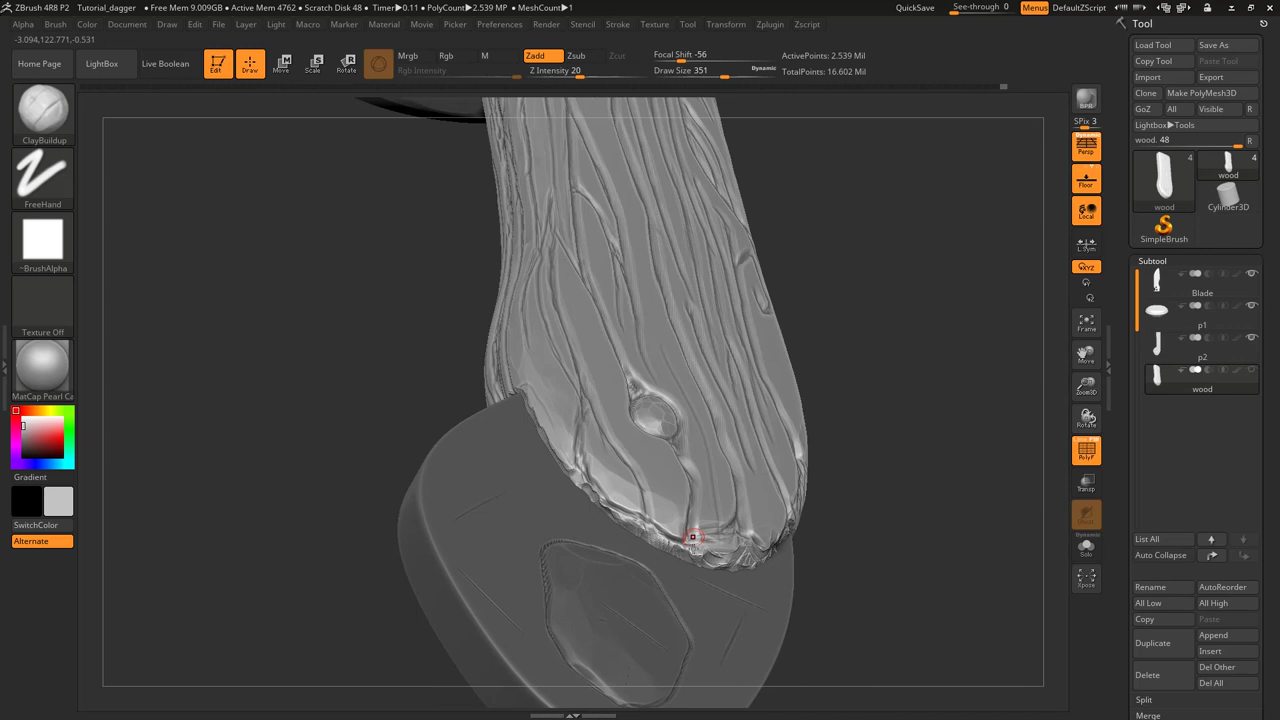 ZBrush 4R8 P2 Tutorial_dagger • Free Mem 9.009GB • Active Mem 4762 • Scratch Disk 48 • Timer▶0.11 • PolyCount▶2.539 MP • MeshCount▶1 QuickSave See-through 0 Menus DefaultZScript
Alpha Brush Color Document Draw Edit File Layer Light Macro Marker Material Movie Picker Preferences Render Stencil Stroke Texture Tool Transform Zplugin Zscript
-3.094,122.771,-0.531
Home Page LightBox Live Boolean Edit Draw Move Scale Rotate
Mrgb Rgb M Zadd Zsub Zcut Focal Shift -56 ActivePoints: 2.539 Mil
Rgb Intensity Z Intensity 20 Draw Size 351 Dynamic TotalPoints: 16.602 Mil
ClayBuildup
FreeHand
~BrushAlpha
Texture Off
MatCap Pearl Ca
Gradient
SwitchColor
Alternate
BPR
SPix 3
Dynamic
Persp
Floor
Local
L.Sym
XYZ
Frame
Move
Zoom3D
Rotate
PolyF
Transp
Dynamic
Solo
Xpose
Tool
Load Tool Save As
Copy Tool Paste Tool
Import Export
Clone Make PolyMesh3D
GoZ All Visible R
Lightbox▶Tools
wood. 48 R
4 4
wood
wood Cylinder3D
SimpleBrush
Subtool
Blade
p1
p2
wood
List All
Auto Collapse
Rename AutoReorder
All Low All High
Copy Paste
Duplicate Append
Insert
Delete Del Other
Del All
Split
Merge